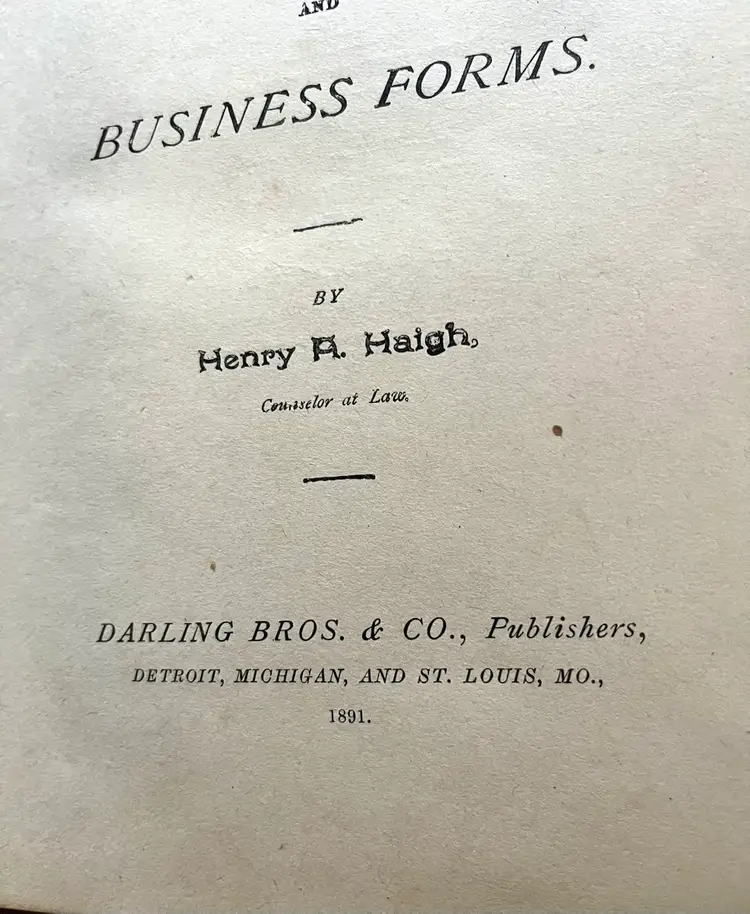 AND
BUSINESS FORMS.
BY
Henry A. Haigh,
Counselor at Law.
DARLING BROS. & CO., Publishers,
DETROIT, MICHIGAN, AND ST. LOUIS, MO.,
1891.